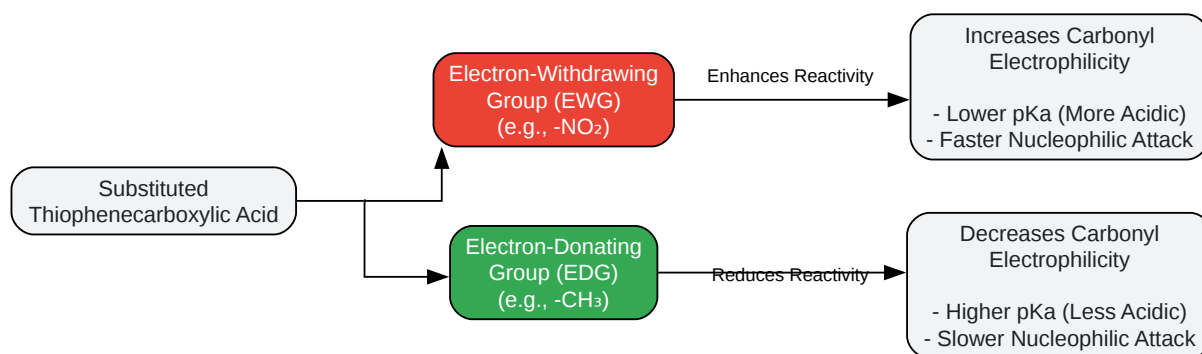 Substituted
Thiophenecarboxylic Acid
Electron-Withdrawing
Group (EWG)
(e.g., -NO₂)
Enhances Reactivity
Increases Carbonyl
Electrophilicity
- Lower pKa (More Acidic)
- Faster Nucleophilic Attack
Electron-Donating
Group (EDG)
(e.g., -CH₃)
Reduces Reactivity
Decreases Carbonyl
Electrophilicity
- Higher pKa (Less Acidic)
- Slower Nucleophilic Attack